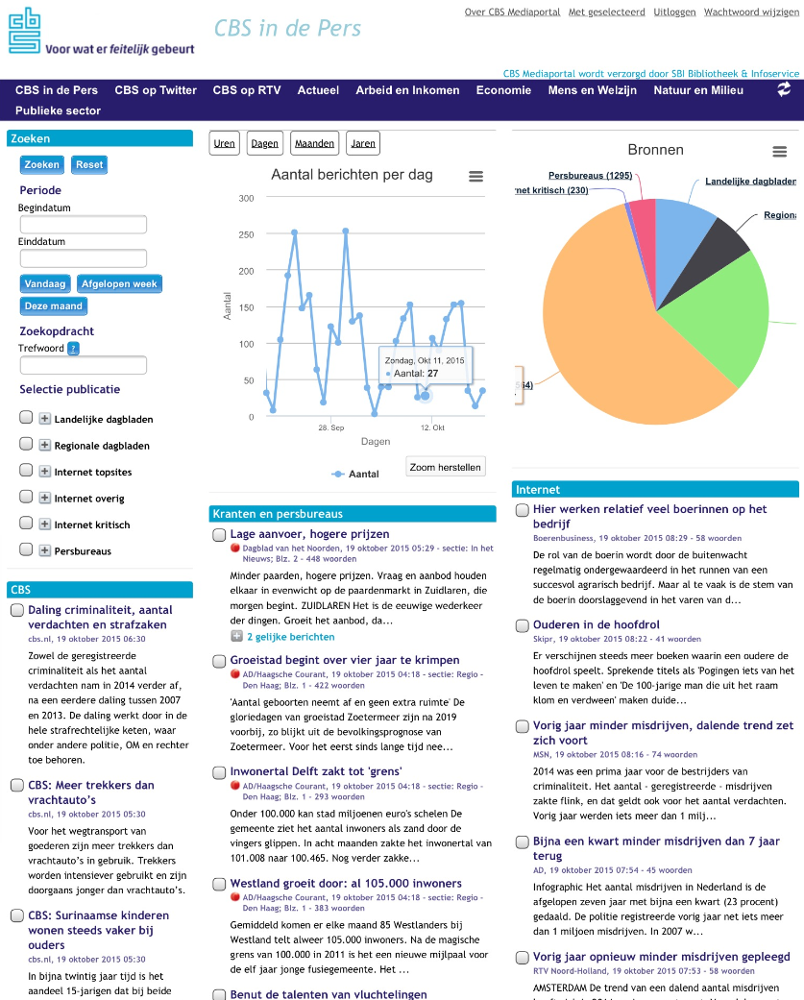 Over CBS Mediaportal Met geselecteerd Uitloggen Wachtwoord wijzigen
cbs
Voor wat er feitelijk gebeurt
CBS in de Pers
CBS Mediaportal wordt verzorgd door SBI Bibliotheek & Infoservice
CBS in de Pers CBS op Twitter CBS op RTV Actueel Arbeid en Inkomen Economie Mens en Welzijn Natuur en Milieu
Publieke sector
Zoeken
Zoeken Reset
Periode
Begindatum
Einddatum
Vandaag Afgelopen week
Deze maand
Zoekopdracht
Trefwoord ?
Selectie publicatie
Landelijke dagbladen
Regionale dagbladen
Internet topsites
Internet overig
Internet kritisch
Persbureaus
CBS
Daling criminaliteit, aantal
verdachten en strafzaken
cbs.nl, 19 oktober 2015 06:30
Zowel de geregistreerde
criminaliteit als het aantal
verdachten nam in 2014 verder af,
na een eerdere daling tussen 2007
en 2013. De daling werkt door in de
hele strafrechtelijke keten, waar
onder andere politie, OM en rechter
toe behoren.
CBS: Meer trekkers dan
vrachtauto's
cbs.nl, 19 oktober 2015 05:30
Voor het wegtransport van
goederen zijn meer trekkers dan
vrachtauto's in gebruik. Trekkers
worden intensiever gebruikt en zijn
doorgaans jonger dan vrachtauto's.
CBS: Surinaamse kinderen
wonen steeds vaker bij
ouders
cbs.nl, 19 oktober 2015 05:30
In bijna twintig jaar tijd is het
aandeel 15-jarigen dat bij beide
Uren Dagen Maanden Jaren
Aantal berichten per dag
300
250
200
150
100
50
0
Aantal
Zondag, Okt 11, 2015
Aantal: 27
28. Sep 12. Okt
Dagen
Zoom herstellen
Aantal
Kranten en persbureaus
Lage aanvoer, hogere prijzen
Dagblad van het Noorden, 19 oktober 2015 05:29 - sectie: In het
Nieuws; Blz. 2 - 448 woorden
Minder paarden, hogere prijzen. Vraag en aanbod houden
elkaar in evenwicht op de paardenmarkt in Zuidlaren, die
morgen begint. ZUIDLAREN Het is de eeuwige wederkeer
der dingen. Groeit het aanbod, da...
2 gelijke berichten
Groeistad begint over vier jaar te krimpen
AD/Haagsche Courant, 19 oktober 2015 04:18 - sectie: Regio -
Den Haag; Blz. 1 - 422 woorden
'Aantal geboorten neemt af en geen extra ruimte' De
gloriedagen van groeistad Zoetermeer zijn na 2019
voorbij, zo blijkt uit de bevolkingsprognose van
Zoetermeer. Voor het eerst sinds lange tijd nee...
Inwonertal Delft zakt tot 'grens'
AD/Haagsche Courant, 19 oktober 2015 04:18 - sectie: Regio -
Den Haag; Blz. 1 - 293 woorden
Onder 100.000 kan stad miljoenen euro's schelen De
gemeente ziet het aantal inwoners als zand door de
vingers glippen. In acht maanden zakte het inwonertal van
101.008 naar 100.465. Nog verder zakke...
Westland groeit door: al 105.000 inwoners
AD/Haagsche Courant, 19 oktober 2015 04:18 - sectie: Regio -
Den Haag; Blz. 1 - 383 woorden
Gemiddeld komen er elke maand 85 Westlanders bij
Westland telt alweer 105.000 inwoners. Na de magische
grens van 100.000 in 2011 is het een nieuwe mijlpaal voor
de elf jaar jonge fusiegemeente. Het ...
Benut de talenten van vluchtelingen
Bronnen
Persbureaus (1295)
net kritisch (230)
Landelijke dagbladen
Regiona
564)
Internet
Hier werken relatief veel boerinnen op het
bedrijf
Boerenbusiness, 19 oktober 2015 08:29 - 58 woorden
De rol van de boerin wordt door de buitenwacht
regelmatig ondergewaardeerd in het runnen van een
succesvol agrarisch bedrijf. Maar al te vaak is de stem van
de boerin doorslaggevend in het varen van d...
Ouderen in de hoofdrol
Skipr, 19 oktober 2015 08:22 - 41 woorden
Er verschijnen steeds meer boeken waarin een oudere de
hoofdrol speelt. Sprekende titels als 'Pogingen iets van het
leven te maken' en 'De 100-jarige man die uit het raam
klom en verdween' maken duide...
Vorig jaar minder misdrijven, dalende trend zet
zich voort
MSN, 19 oktober 2015 08:16 - 74 woorden
2014 was een prima jaar voor de bestrijders van
criminaliteit. Het aantal - geregistreerde - misdrijven
zakte flink, en dat geldt ook voor het aantal verdachten.
Vorig jaar werden iets meer dan 1 milj...
Bijna een kwart minder misdrijven dan 7 jaar
terug
AD, 19 oktober 2015 07:54 - 45 woorden
Infographic Het aantal misdrijven in Nederland is de
afgelopen zeven jaar met bijna een kwart (23 procent)
gedaald. De politie registreerde vorig jaar net iets meer
dan 1 miljoen misdrijven. In 2007 w...
Vorig jaar opnieuw minder misdrijven gepleegd
RTV Noord-Holland, 19 oktober 2015 07:53 - 58 woorden
AMSTERDAM De trend van een dalend aantal misdrijven